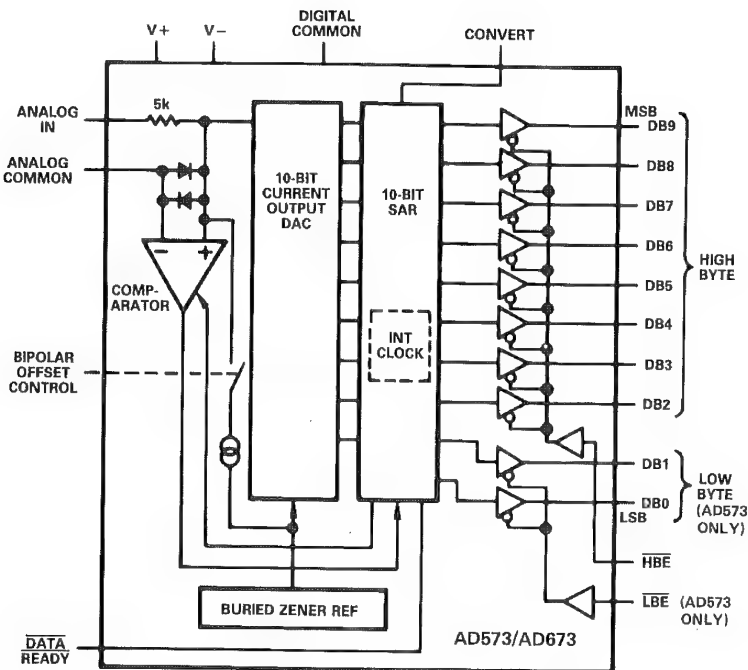 V+
V-
DIGITAL
COMMON
CONVERT
ANALOG
IN
5k
ANALOG
COMMON
10-BIT
CURRENT
OUTPUT
DAC
10-BIT
SAR
INT
CLOCK
-
+
COMP-
ARATOR
BIPOLAR
OFFSET
CONTROL
BURIED ZENER REF
DATA
READY
AD573/AD673
MSB
DB9
DB8
DB7
DB6
DB5
DB4
DB3
DB2
HIGH
BYTE
DB1
DB0
LSB
LOW
BYTE
(AD573
ONLY)
HBE
LBE (AD573
ONLY)